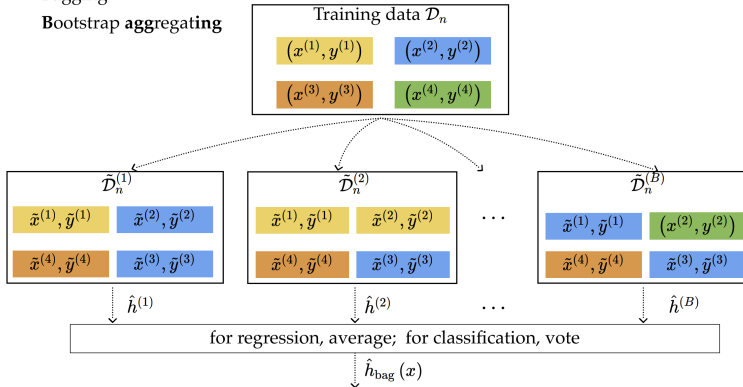 Bootstrap aggregating
Training data 𝒟ₙ
(x⁽¹⁾, y⁽¹⁾) (x⁽²⁾, y⁽²⁾)
(x⁽³⁾, y⁽³⁾) (x⁽⁴⁾, y⁽⁴⁾)
𝒟̃ₙ⁽¹⁾ 𝒟̃ₙ⁽²⁾ 𝒟̃ₙ⁽ᴮ⁾
x̃⁽¹⁾, ỹ⁽¹⁾ x̃⁽²⁾, ỹ⁽²⁾ x̃⁽¹⁾, ỹ⁽¹⁾ x̃⁽²⁾, ỹ⁽²⁾ ... x̃⁽¹⁾, ỹ⁽¹⁾ (x⁽²⁾, y⁽²⁾)
x̃⁽⁴⁾, ỹ⁽⁴⁾ x̃⁽³⁾, ỹ⁽³⁾ x̃⁽⁴⁾, ỹ⁽⁴⁾ x̃⁽³⁾, ỹ⁽³⁾ x̃⁽⁴⁾, ỹ⁽⁴⁾ x̃⁽³⁾, ỹ⁽³⁾
ĥ⁽¹⁾ ĥ⁽²⁾ ... ĥ⁽ᴮ⁾
for regression, average; for classification, vote
ĥ_bag (x)